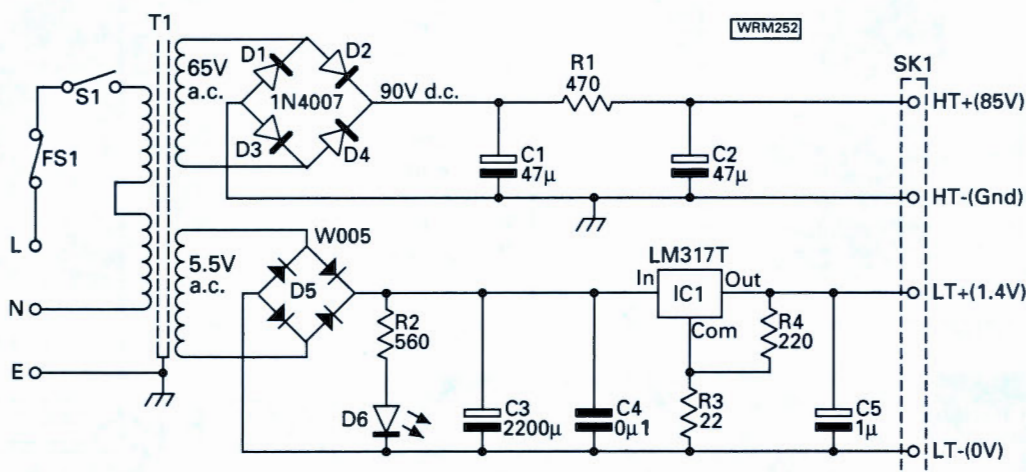 T1
WRM252
65V
a.c.
D1
D2
1N4007
D3
D4
90V d.c.
R1
470
SK1
HT+(85V)
S1
FS1
C1
47μ
C2
47μ
HT-(Gnd)
L
N
E
5.5V
a.c.
W005
D5
LM317T
In
IC1
Out
Com
LT+(1.4V)
R2
560
R4
220
D6
C3
2200μ
C4
0μ1
R3
22
C5
1μ
LT-(0V)